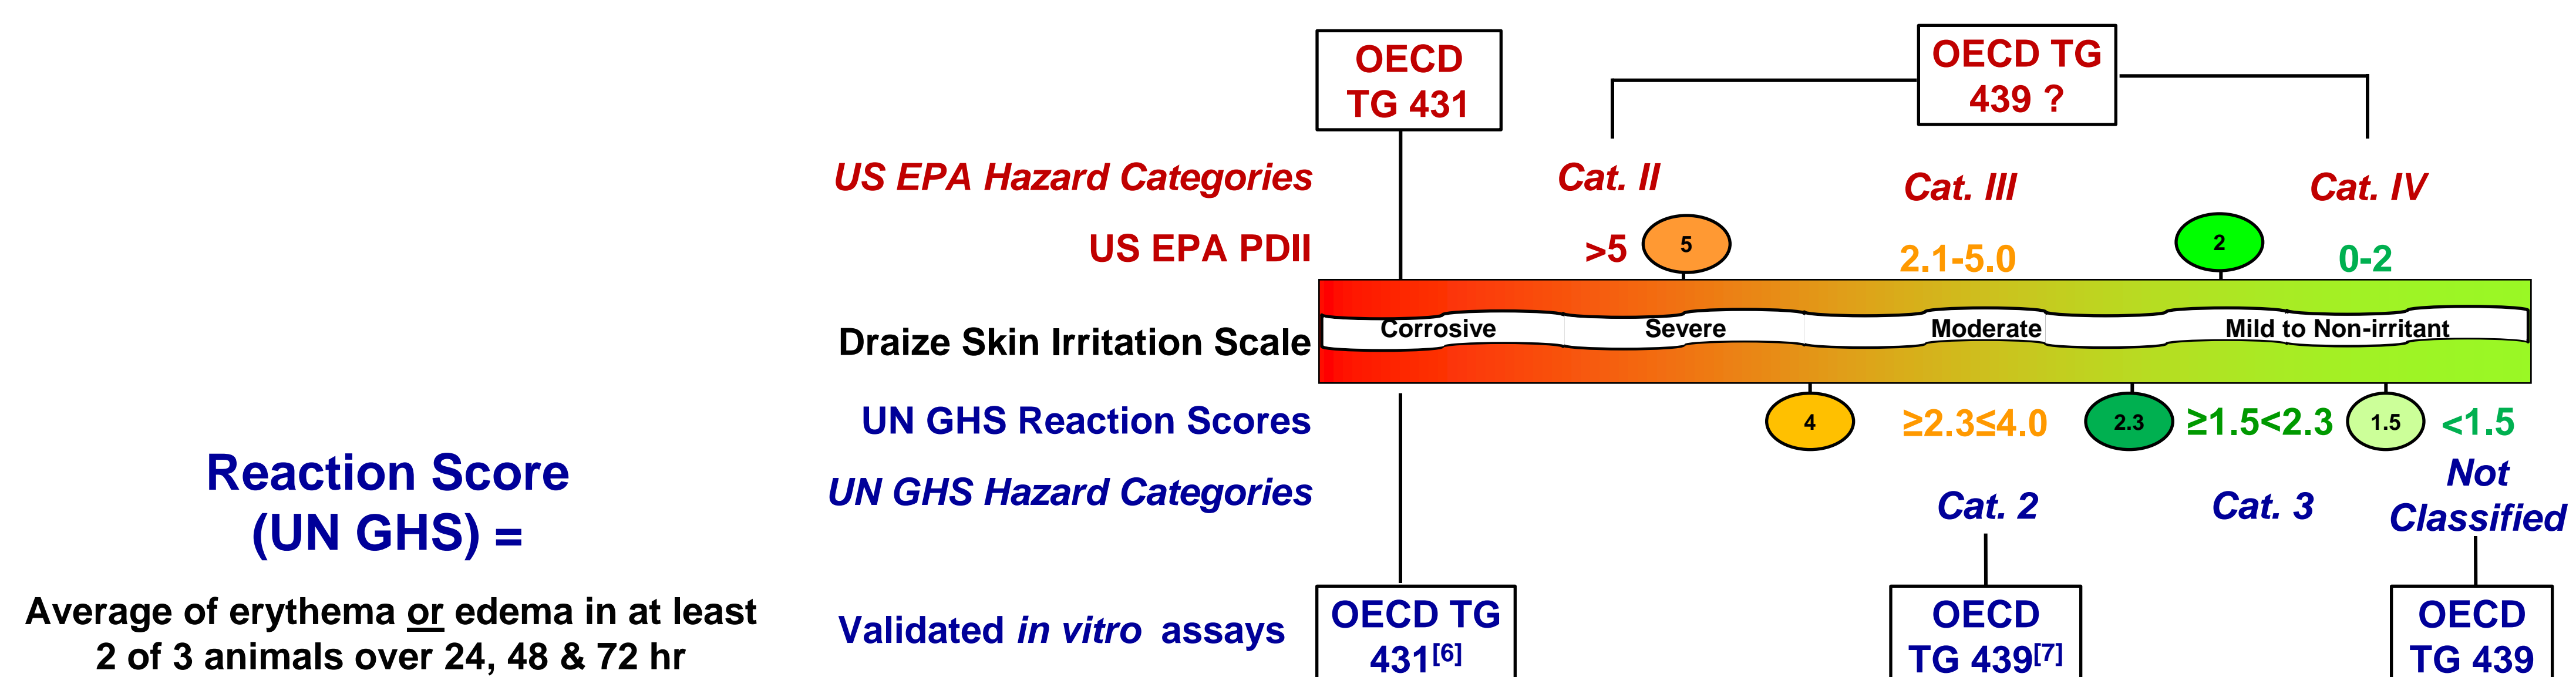 OECD
TG 431
OECD TG
439 ?
US EPA Hazard Categories
Cat. II
Cat. III
Cat. IV
US EPA PDII
>5
5
2.1-5.0
2
0-2
Draize Skin Irritation Scale
Corrosive
Severe
Moderate
Mild to Non-irritant
UN GHS Reaction Scores
4
≥2.3≤4.0
2.3
≥1.5<2.3
1.5
<1.5
UN GHS Hazard Categories
Cat. 2
Cat. 3
Not
Classified
Reaction Score
(UN GHS) =
Average of erythema or edema in at least
2 of 3 animals over 24, 48 & 72 hr
Validated in vitro assays
OECD TG
431[6]
OECD
TG 439[7]
OECD
TG 439